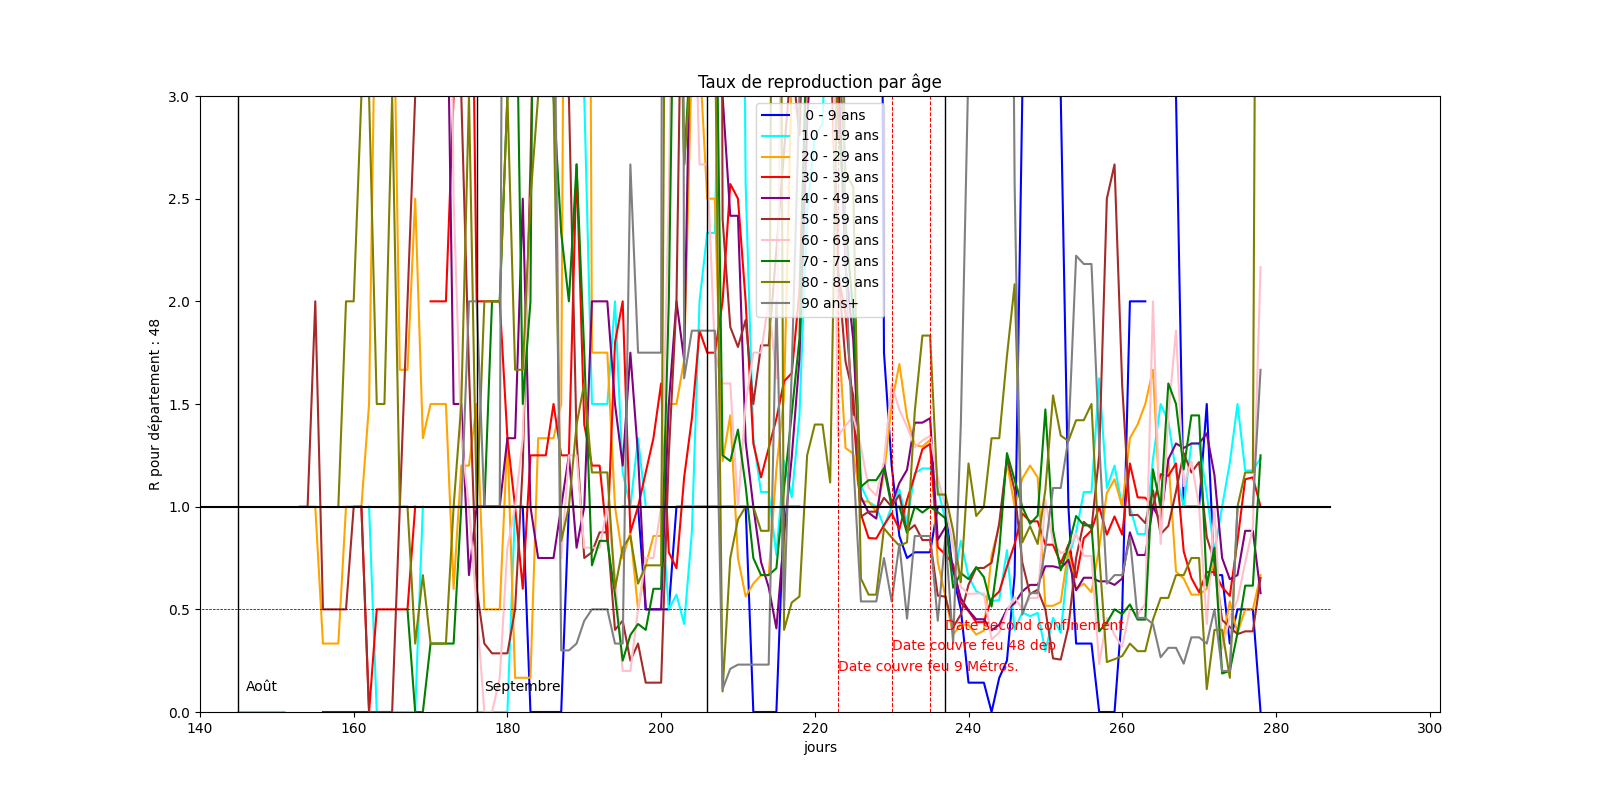 Taux de reproduction par âge
3.0
2.5
2.0
1.5
1.0
0.5
0.0
R pour département : 48
0 - 9 ans
10 - 19 ans
20 - 29 ans
30 - 39 ans
40 - 49 ans
50 - 59 ans
60 - 69 ans
70 - 79 ans
80 - 89 ans
90 ans+
Date second confinement
Date couvre feu 48 dep
Date couvre feu 9 Métros.
Août
Septembre
140 160 180 200 220 240 260 280 300
jours